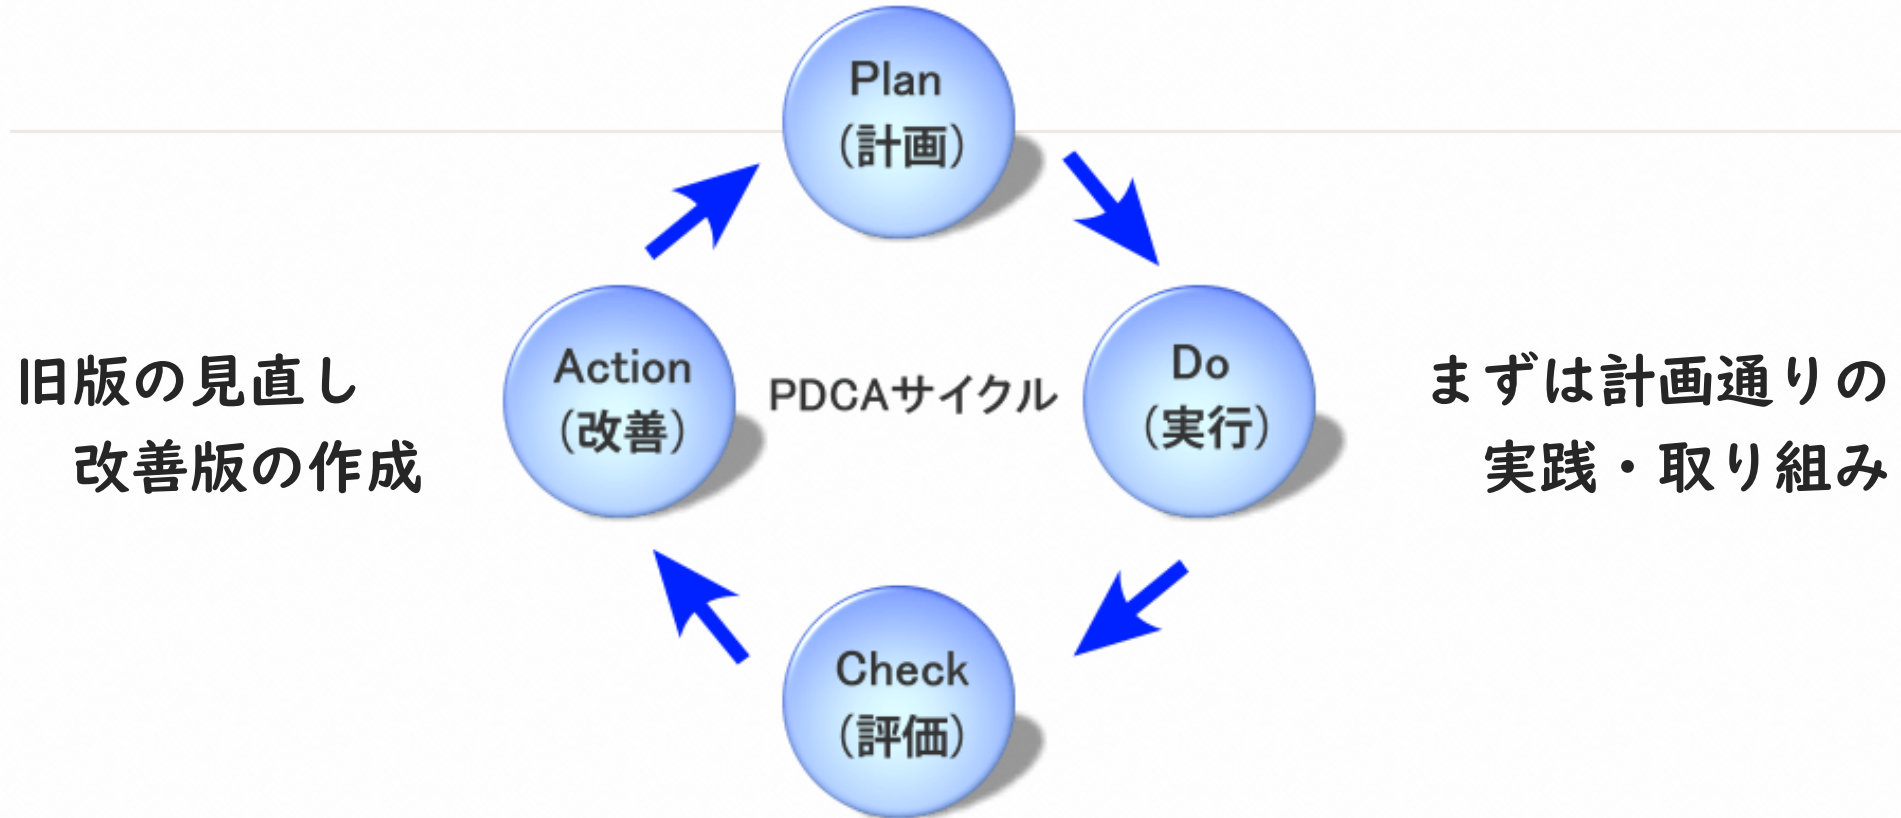 Plan
(計画)
旧版の見直し
改善版の作成
Action
(改善)
PDCAサイクル
Do
(実行)
まずは計画通りの
実践・取り組み
Check
(評価)